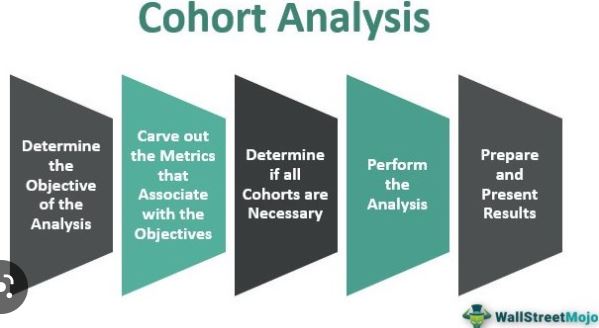 Cohort Analysis
Determine
the
Objective
of the
Analysis
Carve out
the Metrics
that
Associate
with the
Objectives
Determine
if all
Cohorts are
Necessary
Perform
the
Analysis
Prepare
and
Present
Results
WallStreetMojo